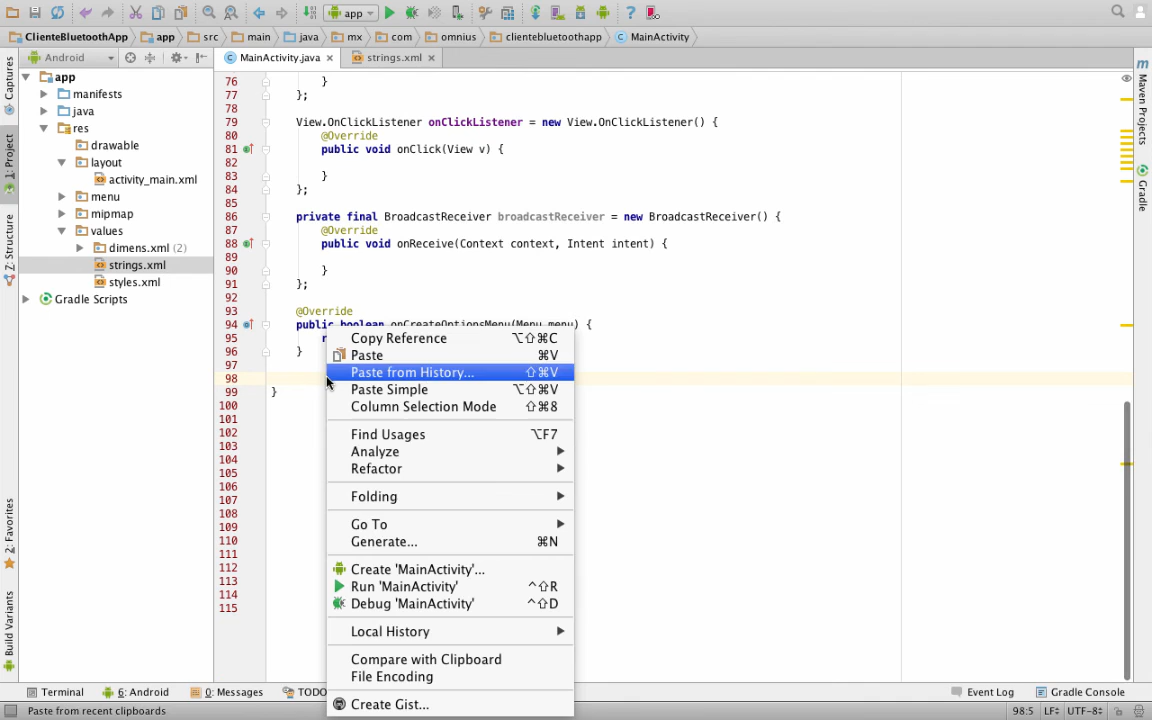 app
ClienteBluetoothApp app src main java mx com omnius clientebluetoothapp MainActivity
Android
MainActivity.java strings.xml
Captures
1: Project
Z: Structure
2: Favorites
Build Variants
app
manifests
java
res
drawable
layout
activity_main.xml
menu
mipmap
values
dimens.xml (2)
strings.xml
styles.xml
Gradle Scripts
76 }
77 };
78
79 View.OnClickListener onClickListener = new View.OnClickListener() {
80 @Override
81 public void onClick(View v) {
82
83 }
84 };
85
86 private final BroadcastReceiver broadcastReceiver = new BroadcastReceiver() {
87 @Override
88 public void onReceive(Context context, Intent intent) {
89
90 }
91 };
92
93 @Override
94 public boolean onCreateOptionsMenu(Menu menu) {
95 r
96 }
97
98
99 }
100
101
102
103
104
105
106
107
108
109
110
111
112
113
114
115
Copy Reference ⌥⇧⌘C
Paste ⌘V
Paste from History... ⇧⌘V
Paste Simple ⌥⇧⌘V
Column Selection Mode ⇧⌘8
Find Usages ⌥F7
Analyze
Refactor
Folding
Go To
Generate... ⌘N
Create 'MainActivity'...
Run 'MainActivity' ^⇧R
Debug 'MainActivity' ^⇧D
Local History
Compare with Clipboard
File Encoding
Create Gist...
m Maven Projects
Gradle
Terminal 6: Android 0: Messages TODO Event Log Gradle Console
Paste from recent clipboards 98:5 LF÷ UTF-8÷